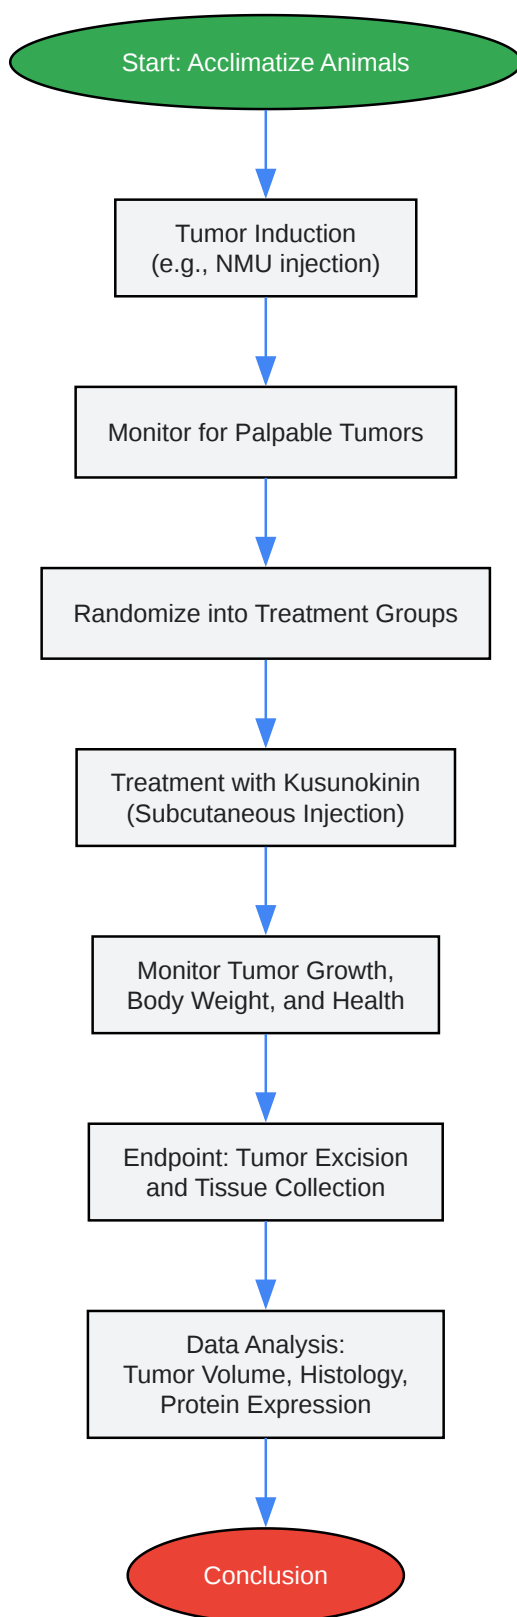 Start: Acclimatize Animals
Tumor Induction
(e.g., NMU injection)
Monitor for Palpable Tumors
Randomize into Treatment Groups
Treatment with Kusunokinin
(Subcutaneous Injection)
Monitor Tumor Growth,
Body Weight, and Health
Endpoint: Tumor Excision
and Tissue Collection
Data Analysis:
Tumor Volume, Histology,
Protein Expression
Conclusion